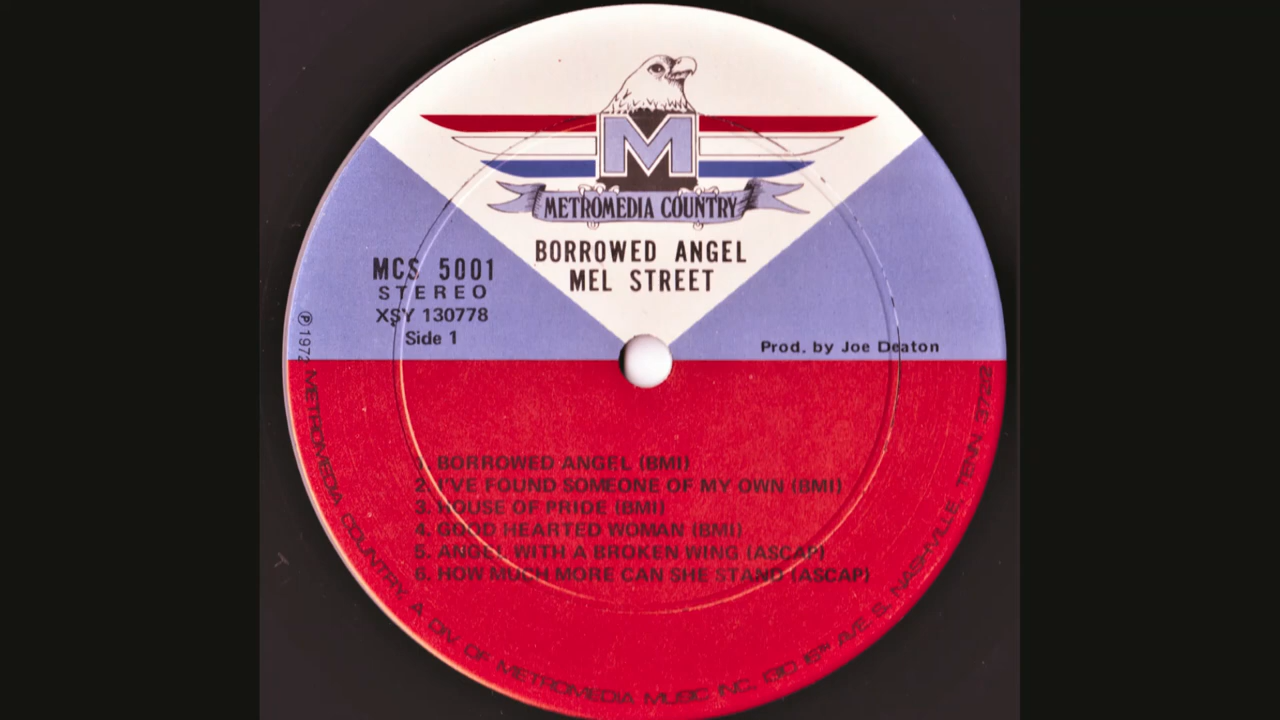 M
METROMEDIA COUNTRY
BORROWED ANGEL
MEL STREET
MCS 5001
STEREO
XSY 130778
Side 1
Prod. by Joe Deaton
1. BORROWED ANGEL (BMI)
2. I'VE FOUND SOMEONE OF MY OWN (BMI)
3. HOUSE OF PRIDE (BMI)
4. GOOD HEARTED WOMAN (BMI)
5. ANGEL WITH A BROKEN WING (ASCAP)
6. HOW MUCH MORE CAN SHE STAND (ASCAP)
℗ 1972 METROMEDIA COUNTRY, A DIV. OF METROMEDIA MUSIC INC. AVE. S. NASHVILLE, TENN. 3722